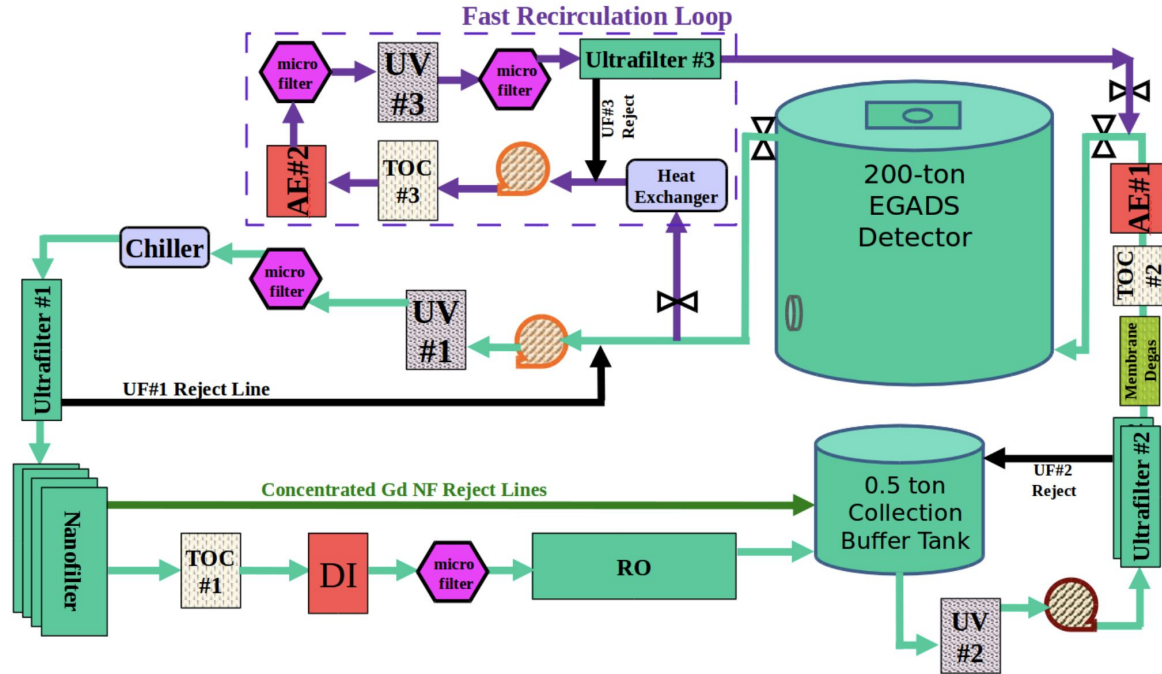 Fast Recirculation Loop
micro
filter
UV
#3
micro
filter
Ultrafilter #3
UF#3
Reject
AE#2
TOC
#3
Heat
Exchanger
200-ton
EGADS
Detector
AE#1
TOC
#2
Membrane
Degas
Chiller
micro
filter
UV
#1
Ultrafilter #1
UF#1 Reject Line
Ultrafilter #2
UF#2
Reject
0.5 ton
Collection
Buffer Tank
Concentrated Gd NF Reject Lines
Nanofilter
TOC
#1
DI
micro
filter
RO
UV
#2